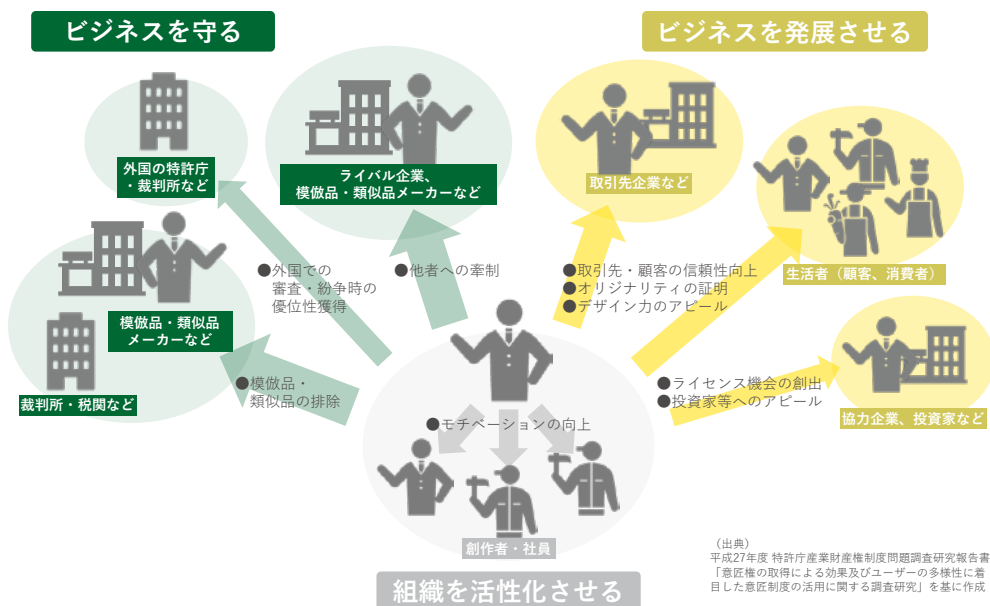 ビジネスを守る
ビジネスを発展させる
外国の特許庁
・裁判所など
ライバル企業、
模倣品・類似品メーカーなど
取引先企業など
生活者（顧客、消費者）
模倣品・類似品
メーカーなど
裁判所・税関など
●外国での
審査・紛争時の
優位性獲得
●他者への牽制
●取引先・顧客の信頼性向上
●オリジナリティの証明
●デザイン力のアピール
●模倣品・
類似品の排除
●ライセンス機会の創出
●投資家等へのアピール
協力企業、投資家など
●モチベーションの向上
創作者・社員
組織を活性化させる
（出典）
平成27年度 特許庁産業財産権制度問題調査研究報告書
「意匠権の取得による効果及びユーザーの多様性に着
目した意匠制度の活用に関する調査研究」を基に作成